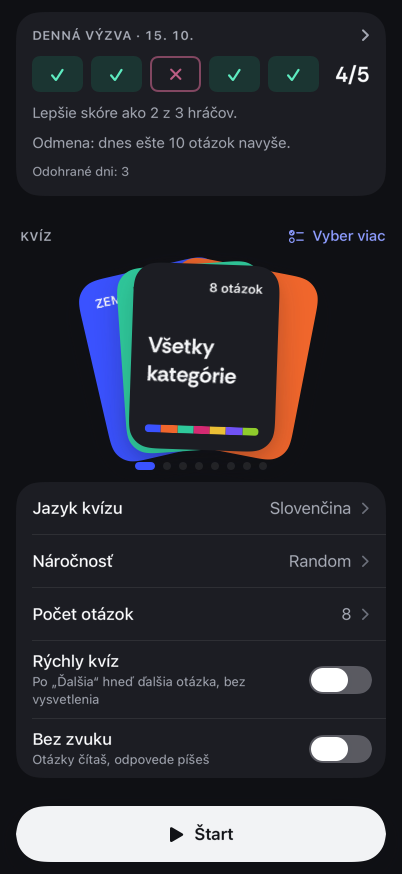 DENNÁ VÝZVA · 15. 10.
4/5
Lepšie skóre ako 2 z 3 hráčov.
Odmena: dnes ešte 10 otázok navyše.
Odohrané dni: 3
KVÍZ
Vyber viac
8 otázok
Všetky
kategórie
Jazyk kvízu
Slovenčina
Náročnosť
Random
Počet otázok
8
Rýchly kvíz
Po „Ďalšia“ hneď ďalšia otázka, bez
vysvetlenia
Bez zvuku
Otázky čítaš, odpovede píšeš
Štart